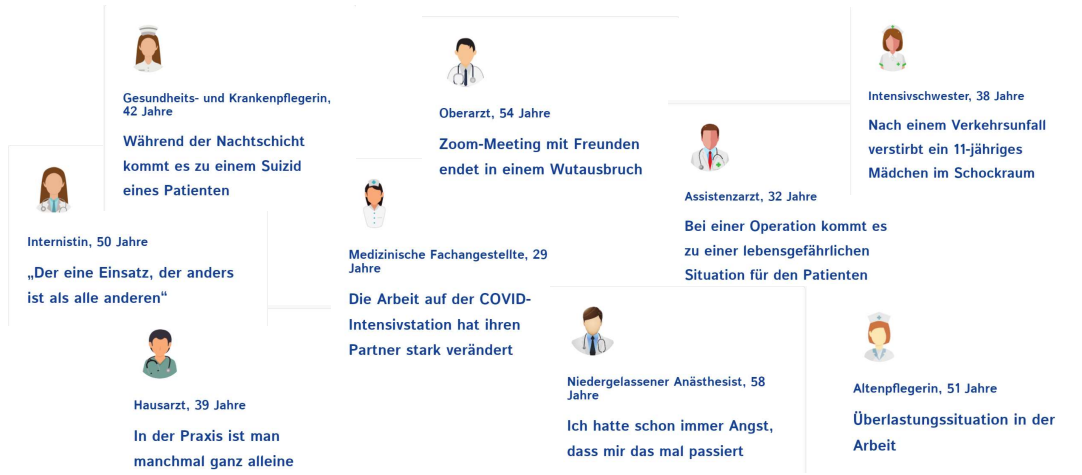 Gesundheits- und Krankenpflegerin,
42 Jahre
Während der Nachtschicht
kommt es zu einem Suizid
eines Patienten
Oberarzt, 54 Jahre
Zoom-Meeting mit Freunden
endet in einem Wutausbruch
Intensivschwester, 38 Jahre
Nach einem Verkehrsunfall
verstirbt ein 11-jähriges
Mädchen im Schockraum
Internistin, 50 Jahre
„Der eine Einsatz, der anders
ist als alle anderen“
Medizinische Fachangestellte, 29
Jahre
Die Arbeit auf der COVID-
Intensivstation hat ihren
Partner stark verändert
Assistenzarzt, 32 Jahre
Bei einer Operation kommt es
zu einer lebensgefährlichen
Situation für den Patienten
Hausarzt, 39 Jahre
In der Praxis ist man
manchmal ganz alleine
Niedergelassener Anästhesist, 58
Jahre
Ich hatte schon immer Angst,
dass mir das mal passiert
Altenpflegerin, 51 Jahre
Überlastungssituation in der
Arbeit